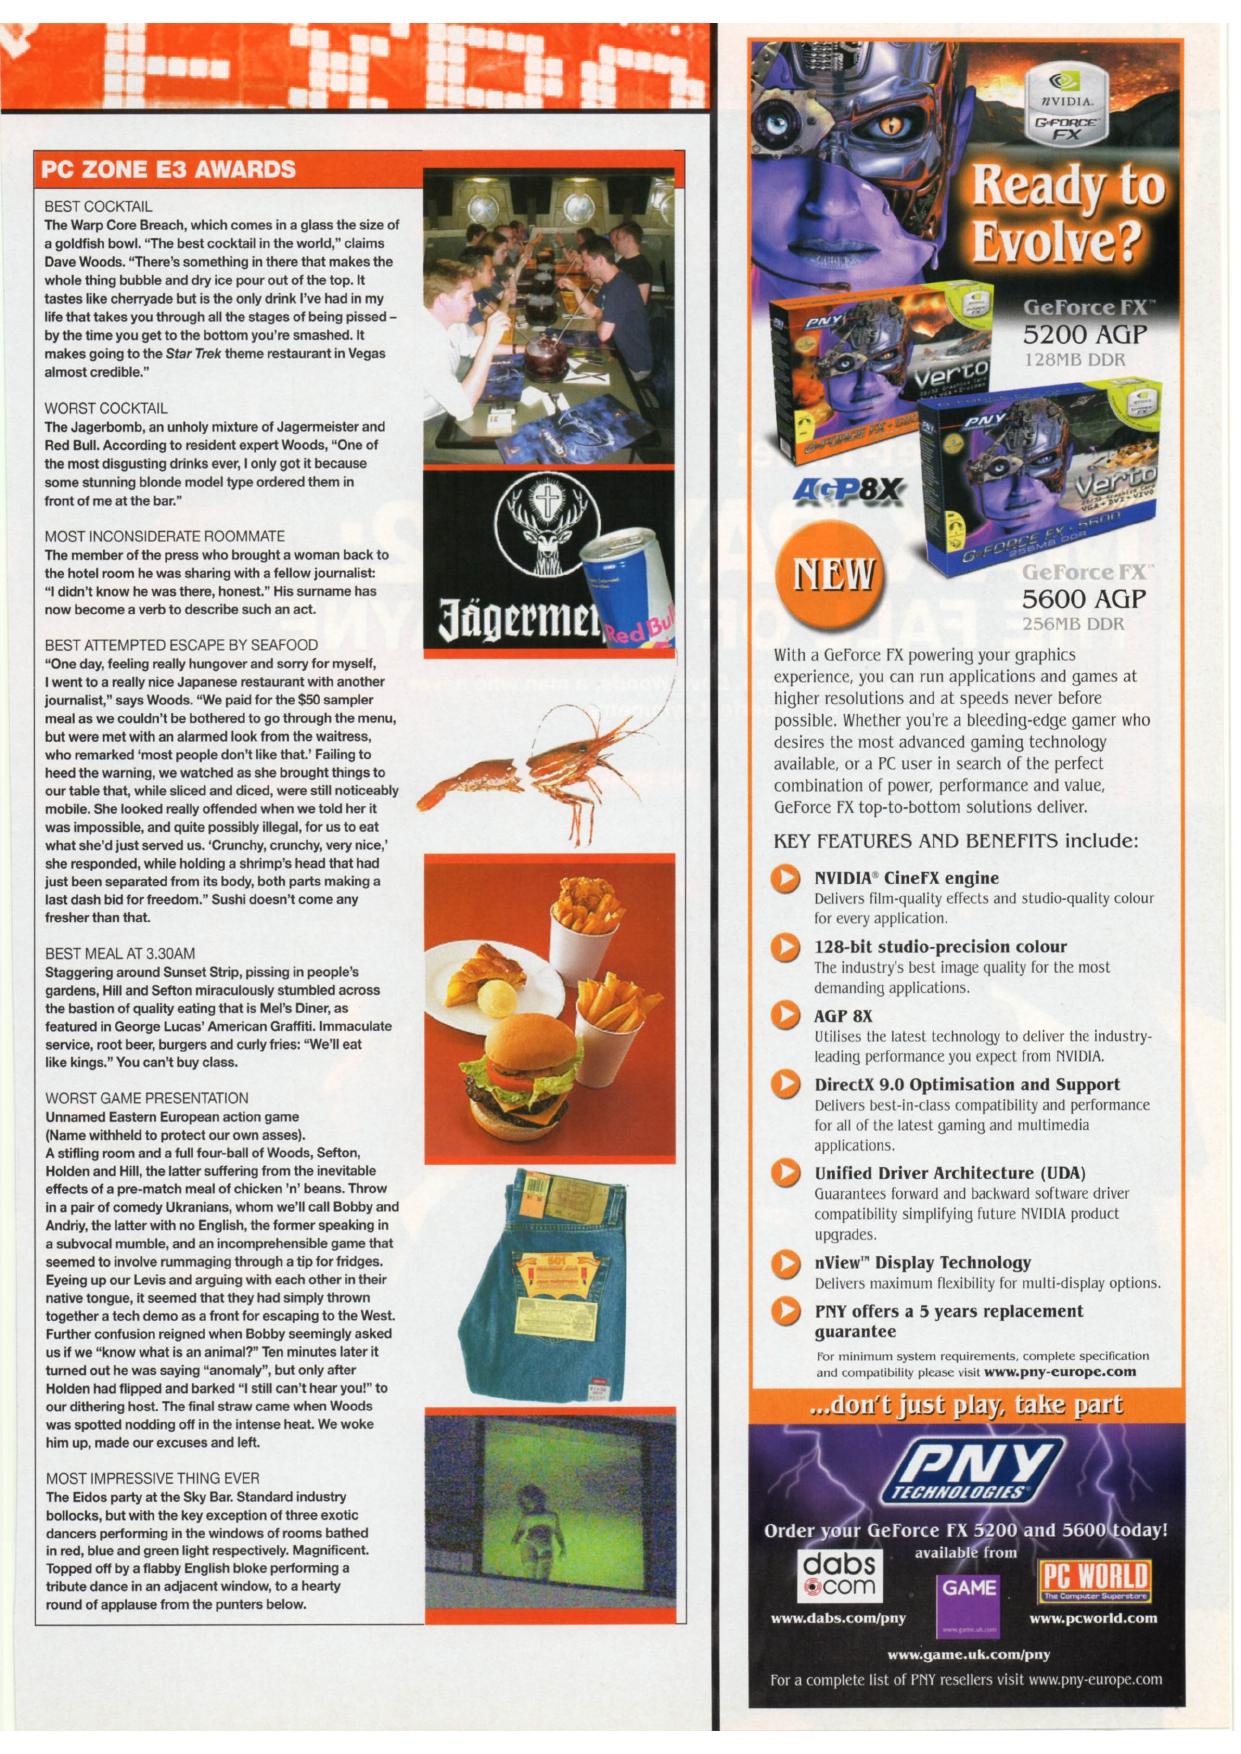 PC ZONE E3 AWARDS
BEST COCKTAIL
The Warp Core Breach, which comes in a glass the size of
a goldfish bowl. “The best cocktail in the world,” claims
Dave Woods. “There’s something in there that makes the
whole thing bubble and dry ice pour out of the top. It
tastes like cherryade but is the only drink I’ve had in my
life that takes you through all the stages of being pissed –
by the time you get to the bottom you’re smashed. It
makes going to the Star Trek theme restaurant in Vegas
almost credible.”
WORST COCKTAIL
The Jagerbomb, an unholy mixture of Jagermeister and
Red Bull. According to resident expert Woods, “One of
the most disgusting drinks ever, I only got it because
some stunning blonde model type ordered them in
front of me at the bar.”
MOST INCONSIDERATE ROOMMATE
The member of the press who brought a woman back to
the hotel room he was sharing with a fellow journalist:
“I didn’t know he was there, honest.” His surname has
now become a verb to describe such an act.
BEST ATTEMPTED ESCAPE BY SEAFOOD
“One day, feeling really hungover and sorry for myself,
I went to a really nice Japanese restaurant with another
journalist,” says Woods. “We paid for the $50 sampler
meal as we couldn’t be bothered to go through the menu,
but were met with an alarmed look from the waitress,
who remarked ‘most people don’t like that.’ Failing to
heed the warning, we watched as she brought things to
our table that, while sliced and diced, were still noticeably
mobile. She looked really offended when we told her it
was impossible, and quite possibly illegal, for us to eat
what she’d just served us. ‘Crunchy, crunchy, very nice,’
she responded, while holding a shrimp’s head that had
just been separated from its body, both parts making a
last dash bid for freedom.” Sushi doesn’t come any
fresher than that.
BEST MEAL AT 3.30AM
Staggering around Sunset Strip, pissing in people’s
gardens, Hill and Sefton miraculously stumbled across
the bastion of quality eating that is Mel’s Diner, as
featured in George Lucas’ American Graffiti. Immaculate
service, root beer, burgers and curly fries: “We’ll eat
like kings.” You can’t buy class.
WORST GAME PRESENTATION
Unnamed Eastern European action game
(Name withheld to protect our own asses).
A stifling room and a full four-ball of Woods, Sefton,
Holden and Hill, the latter suffering from the inevitable
effects of a pre-match meal of chicken ’n’ beans. Throw
in a pair of comedy Ukranians, whom we’ll call Bobby and
Andriy, the latter with no English, the former speaking in
a subvocal mumble, and an incomprehensible game that
seemed to involve rummaging through a tip for fridges.
Eyeing up our Levis and arguing with each other in their
native tongue, it seemed that they had simply thrown
together a tech demo as a front for escaping to the West.
Further confusion reigned when Bobby seemingly asked
us if we “know what is an animal?” Ten minutes later it
turned out he was saying “anomaly”, but only after
Holden had flipped and barked “I still can’t hear you!” to
our dithering host. The final straw came when Woods
was spotted nodding off in the intense heat. We woke
him up, made our excuses and left.
MOST IMPRESSIVE THING EVER
The Eidos party at the Sky Bar. Standard industry
bollocks, but with the key exception of three exotic
dancers performing in the windows of rooms bathed
in red, blue and green light respectively. Magnificent.
Topped off by a flabby English bloke performing a
tribute dance in an adjacent window, to a hearty
round of applause from the punters below.
Jägermei
Red Bull
501
NVIDIA.
GEFORCE
FX
Ready to
Evolve?
GeForce FX™
5200 AGP
128MB DDR
PNY
Verto
PNY
Verto
VGA + DVI + VIVO
GEFORCE FX - 5600
256MB DDR
AGP8X
NEW
GeForce FX™
5600 AGP
256MB DDR
With a GeForce FX powering your graphics
experience, you can run applications and games at
higher resolutions and at speeds never before
possible. Whether you’re a bleeding-edge gamer who
desires the most advanced gaming technology
available, or a PC user in search of the perfect
combination of power, performance and value,
GeForce FX top-to-bottom solutions deliver.
KEY FEATURES AND BENEFITS include:
NVIDIA® CineFX engine
Delivers film-quality effects and studio-quality colour
for every application.
128-bit studio-precision colour
The industry’s best image quality for the most
demanding applications.
AGP 8X
Utilises the latest technology to deliver the industry-
leading performance you expect from NVIDIA.
DirectX 9.0 Optimisation and Support
Delivers best-in-class compatibility and performance
for all of the latest gaming and multimedia
applications.
Unified Driver Architecture (UDA)
Guarantees forward and backward software driver
compatibility simplifying future NVIDIA product
upgrades.
nView™ Display Technology
Delivers maximum flexibility for multi-display options.
PNY offers a 5 years replacement
guarantee
For minimum system requirements, complete specification
and compatibility please visit www.pny-europe.com
...don’t just play, take part
PNY
TECHNOLOGIES®
Order your GeForce FX 5200 and 5600 today!
available from
dabs
.com
GAME
www.game.uk.com
PC WORLD
The Computer Superstore
www.dabs.com/pny
www.pcworld.com
www.game.uk.com/pny
For a complete list of PNY resellers visit www.pny-europe.com